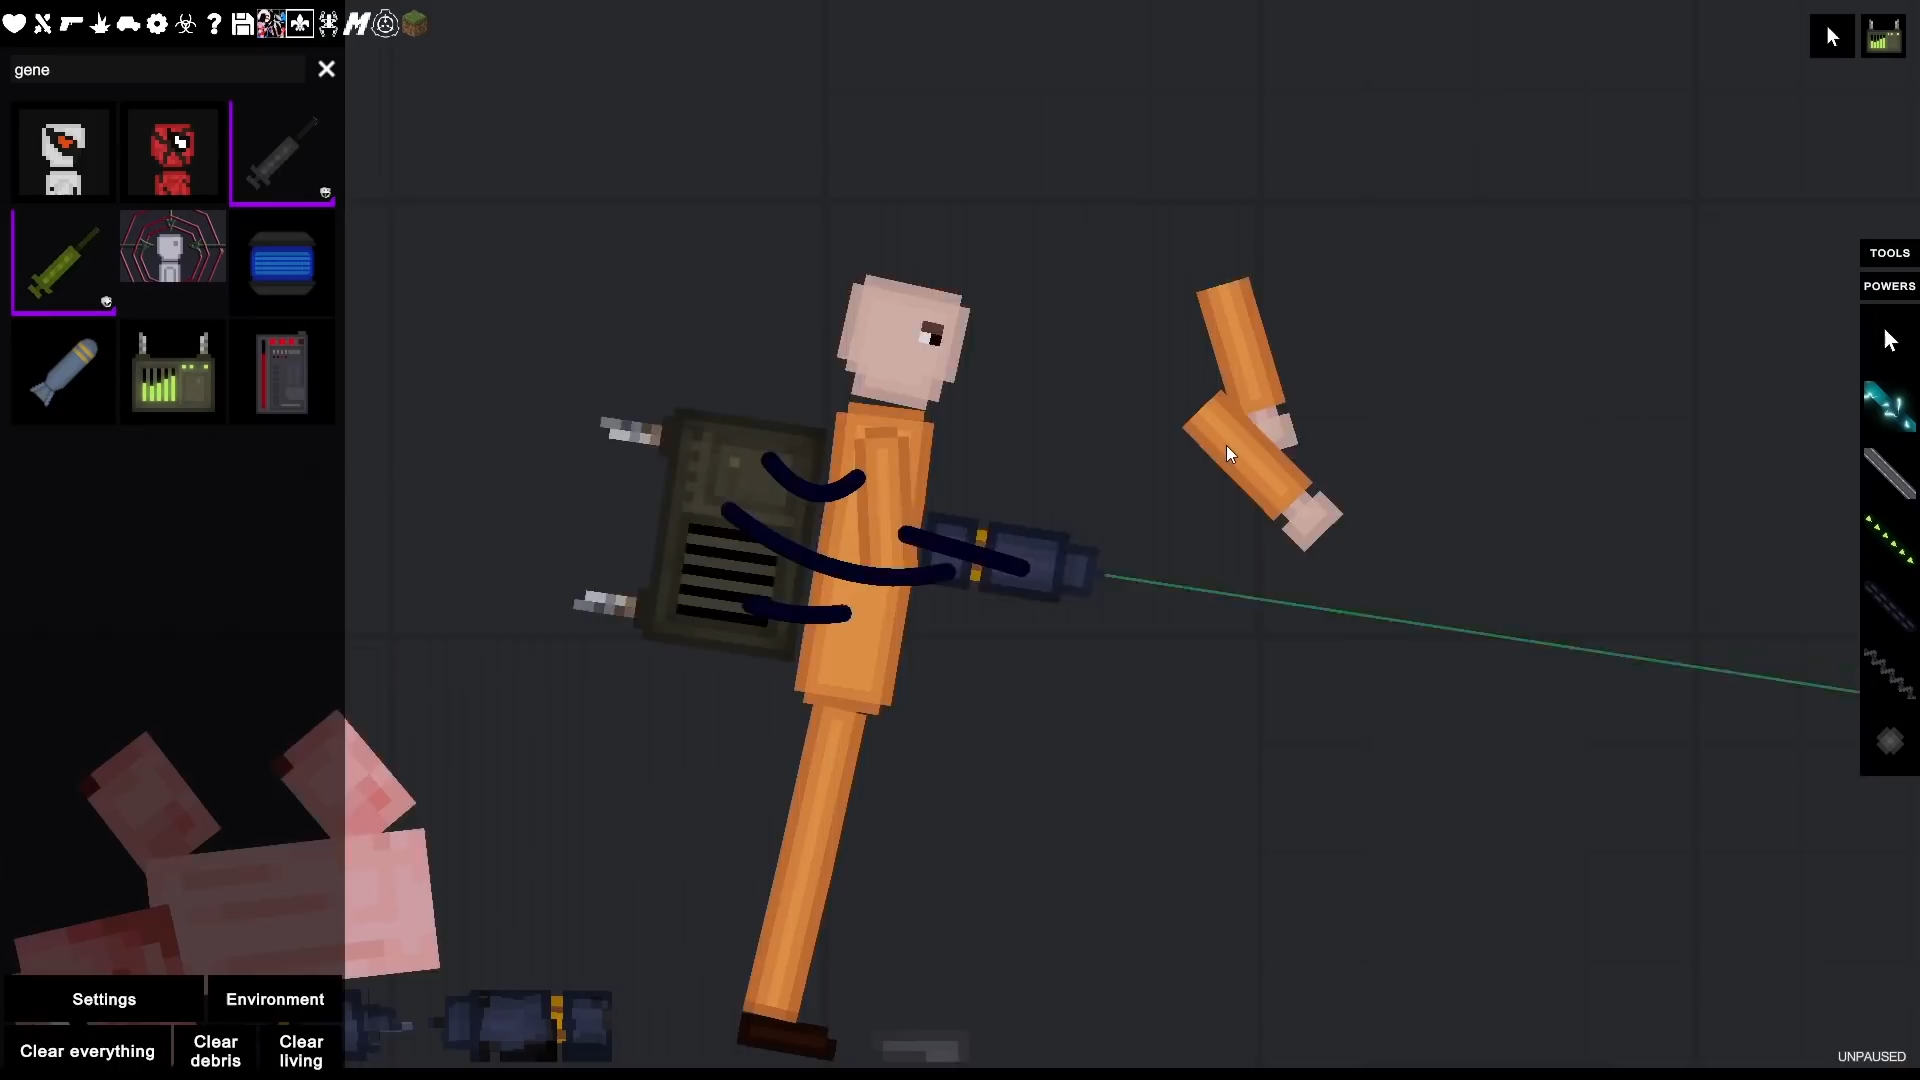 gene
TOOLS
POWERS
Settings
Environment
Clear everything
Clear
debris
Clear
living
UNPAUSED